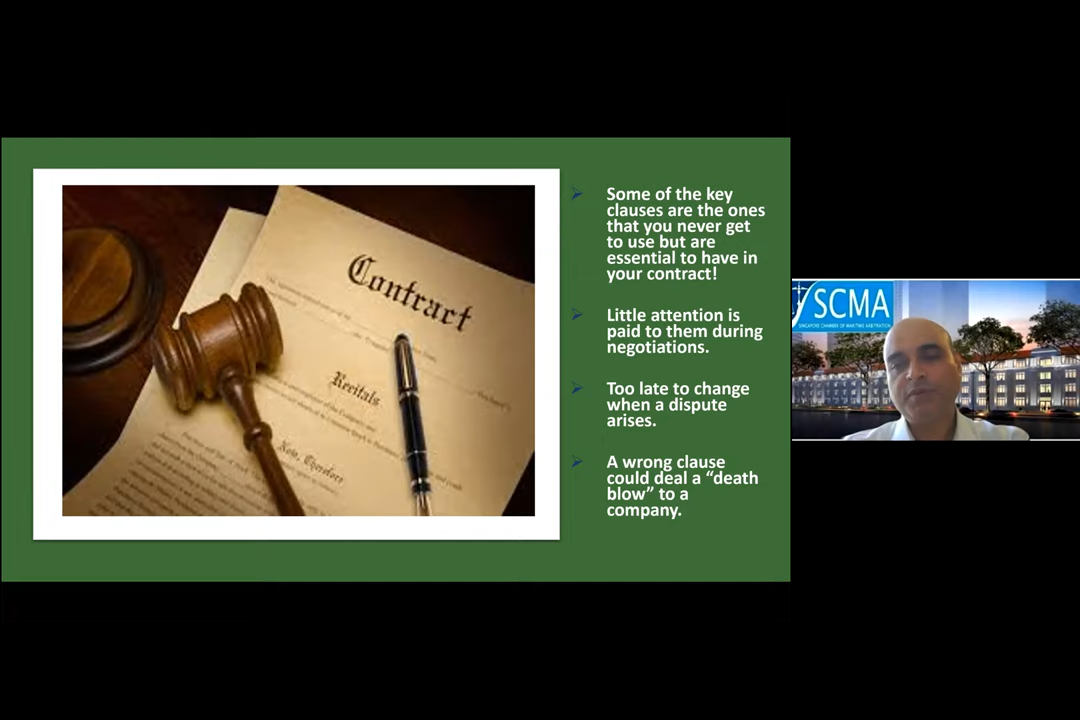 Contract
Recitals
Now, Therefore
Some of the key
clauses are the ones
that you never get
to use but are
essential to have in
your contract!
Little attention is
paid to them during
negotiations.
Too late to change
when a dispute
arises.
A wrong clause
could deal a “death
blow” to a
company.
SCMA
SINGAPORE CHAMBER OF MARITIME ARBITRATION